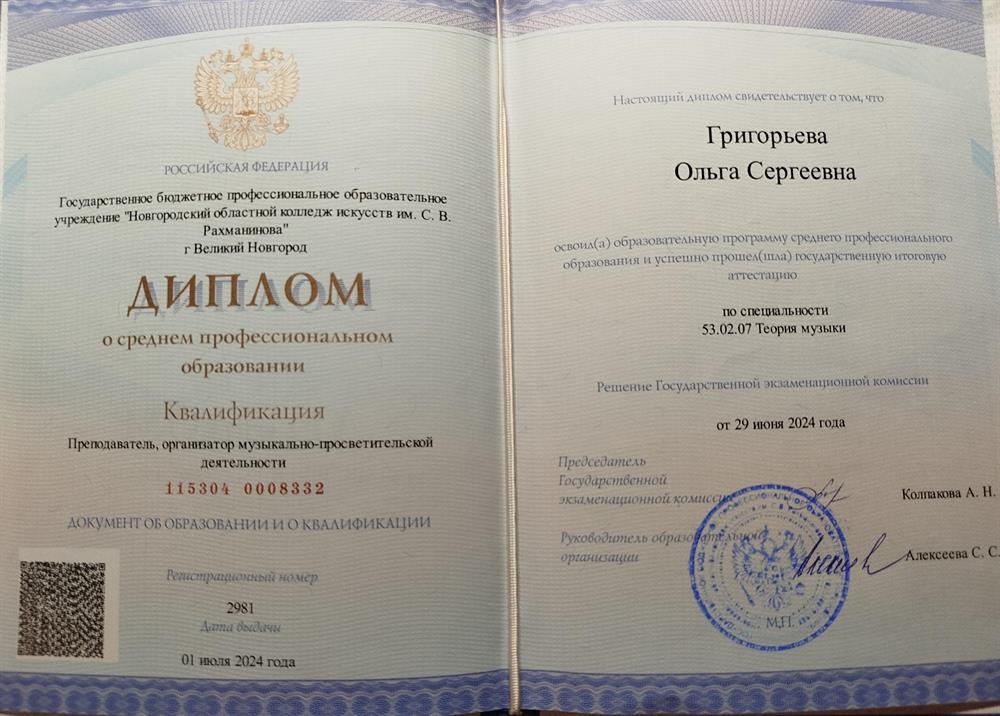 РОССИЙСКАЯ ФЕДЕРАЦИЯ
Государственное бюджетное профессиональное образовательное
учреждение "Новгородский областной колледж искусств им. С. В.
Рахманинова"
г Великий Новгород
ДИПЛОМ
о среднем профессиональном
образовании
Квалификация
Преподаватель, организатор музыкально-просветительской
деятельности
115304 0008332
ДОКУМЕНТ ОБ ОБРАЗОВАНИИ И О КВАЛИФИКАЦИИ
Регистрационный номер
2981
Дата выдачи
01 июля 2024 года
Настоящий диплом свидетельствует о том, что
Григорьева
Ольга Сергеевна
освоил(а) образовательную программу среднего профессионального
образования и успешно прошел(шла) государственную итоговую
аттестацию
по специальности
53.02.07 Теория музыки
Решение Государственной экзаменационной комиссии
от 29 июня 2024 года
Председатель
Государственной
экзаменационной комиссии
Колпакова А. Н.
Руководитель образовательной
организации
Алексеева С. С.
М.П.